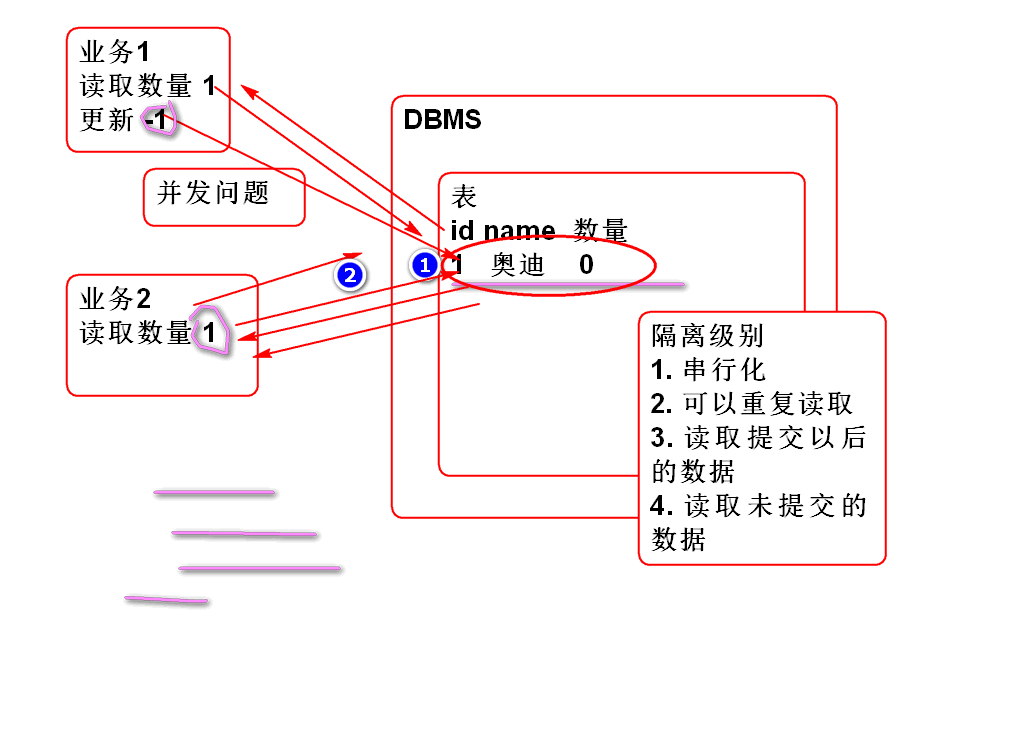 业务1
读取数量 1
更新 -1
并发问题
业务2
读取数量 1
2
1
DBMS
表
id name 数量
1 奥迪 0
隔离级别
1. 串行化
2. 可以重复读取
3. 读取提交以后
的数据
4. 读取未提交的
数据